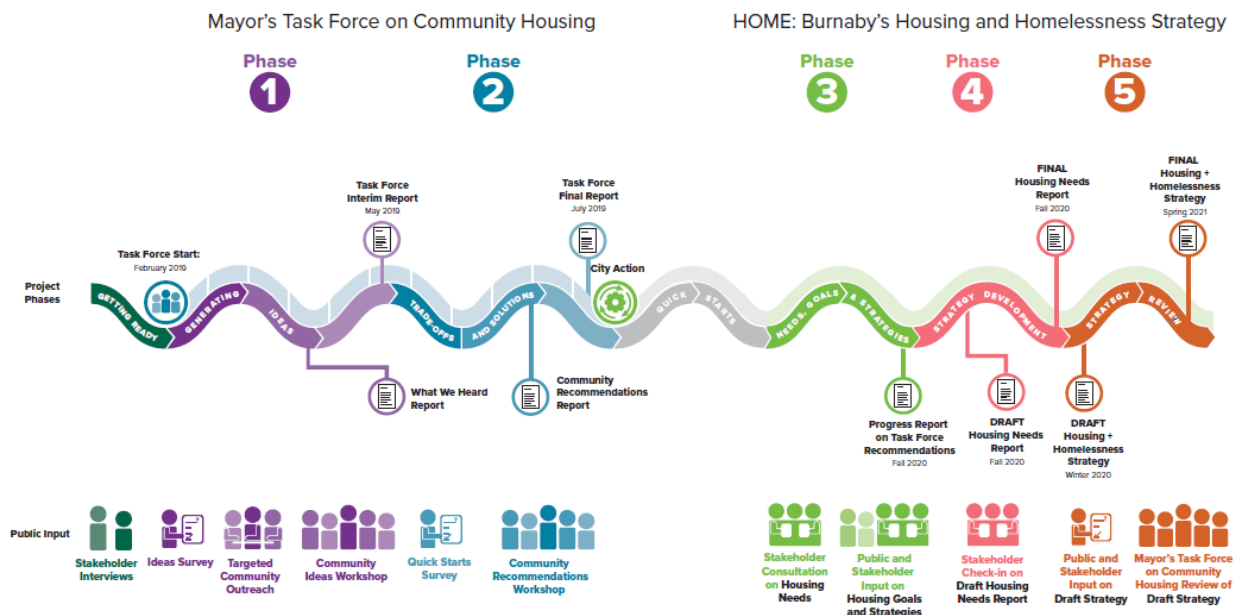 Mayor's Task Force on Community Housing
HOME: Burnaby's Housing and Homelessness Strategy
Phase
1
Phase
2
Phase
3
Phase
4
Phase
5
Task Force
Interim Report
May 2019
Task Force
Final Report
July 2019
FINAL
Housing Needs
Report
Fall 2020
FINAL
Housing +
Homelessness
Strategy
Spring 2021
Task Force Start:
February 2019
City Action
Project
Phases
GETTING READY
GENERATING
IDEAS
TRADE-OFFS
AND SOLUTIONS
QUICK
STARTS
NEEDS, GOALS
& STRATEGIES
STRATEGY DEVELOPMENT
STRATEGY
REVIEW
What We Heard
Report
Community
Recommendations
Report
Progress Report
on Task Force
Recommendations
Fall 2020
DRAFT
Housing Needs
Report
Fall 2020
DRAFT
Housing +
Homelessness
Strategy
Winter 2020
Public Input
Stakeholder
Interviews
Ideas Survey
Targeted
Community
Outreach
Community
Ideas Workshop
Quick Starts
Survey
Community
Recommendations
Workshop
Stakeholder
Consultation
on Housing
Needs
Public and
Stakeholder
Input on
Housing Goals
and Strategies
Stakeholder
Check-in on
Draft Housing
Needs Report
Public and
Stakeholder
Input on
Draft Strategy
Mayor's Task Force
on Community
Housing Review of
Draft Strategy